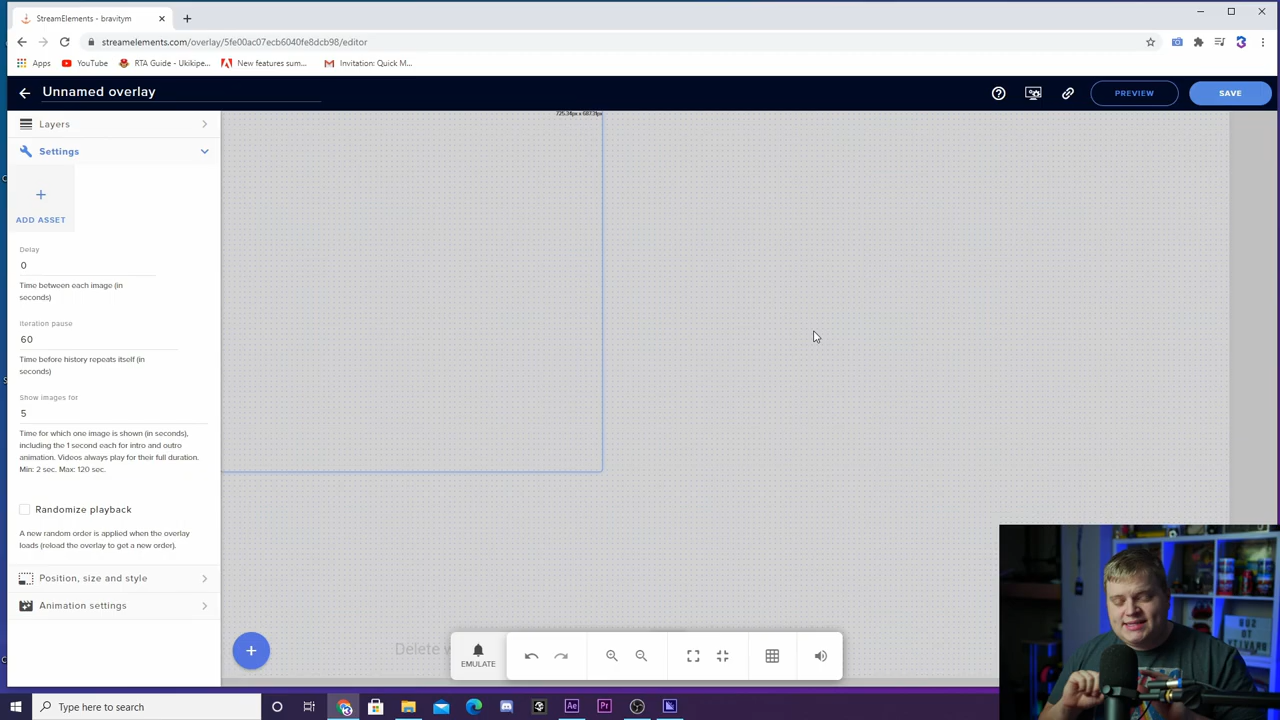 StreamElements - bravitym
streamelements.com/overlay/5fe00ac07ecb6040fe8dcb98/editor
Apps
YouTube
RTA Guide - Ukikipe...
New features sum...
Invitation: Quick M...
Unnamed overlay
PREVIEW
SAVE
Layers
Settings
ADD ASSET
Delay
0
Time between each image (in
seconds)
Iteration pause
60
Time before history repeats itself (in
seconds)
Show images for
5
Time for which one image is shown (in seconds),
including the 1 second each for intro and outro
animation. Videos always play for their full duration.
Min: 2 sec. Max: 120 sec.
Randomize playback
A new random order is applied when the overlay
loads (reload the overlay to get a new order).
Position, size and style
Animation settings
Delete
EMULATE
Type here to search
Ae
Pr